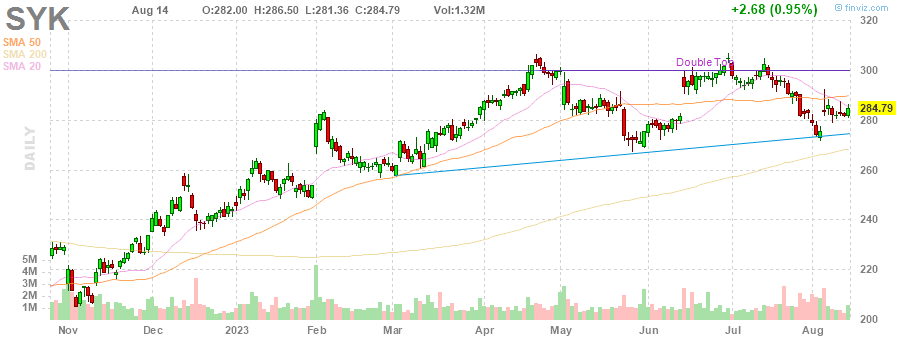 SYK Aug 14 O:282.00 H:286.50 L:281.36 C:284.79 Vol:1.32M +2.68 (0.95%) © finviz.com
SMA 50
SMA 200
SMA 20
DAILY
Double Top
320
300
284.79
280
260
240
220
200
5M
4M
3M
2M
1M
Nov Dec 2023 Feb Mar Apr May Jun Jul Aug